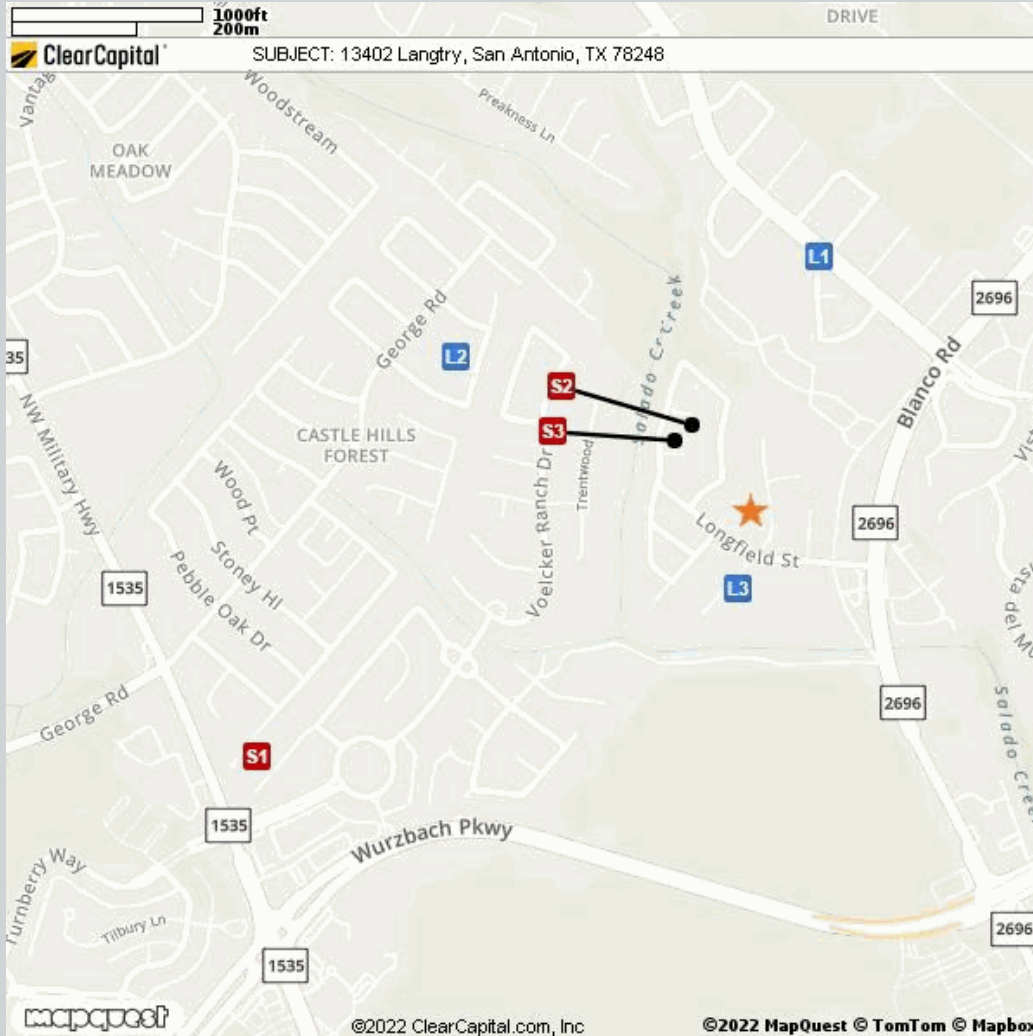 1000ft
200m
DRIVE
ClearCapital
SUBJECT: 13402 Langtry, San Antonio, TX 78248
Woodstream
Preakness Ln
OAK
MEADOW
L1
2696
Salado Crcreek
George Rd
L2
35
S2
Blanco Rd
S3
CASTLE HILLS
FOREST
NW Military Hwy
Trentwood
Wood Pt
Voelcker Ranch Dr
Longfield St
2696
Stoney Hl
Pebble Oak Dr
1535
L3
George Rd
2696
S1
1535
Wurzbach Pkwy
Turnberry Way
Tilbury Ln
2696
1535
mapquest
©2022 ClearCapital.com, Inc
©2022 MapQuest © TomTom © Mapbox